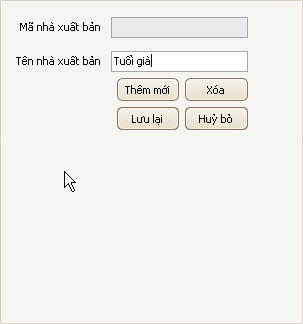 Mã nhà xuất bản
Tên nhà xuất bản Tuổi già
Thêm mới Xóa
Lưu lại Huỷ bỏ